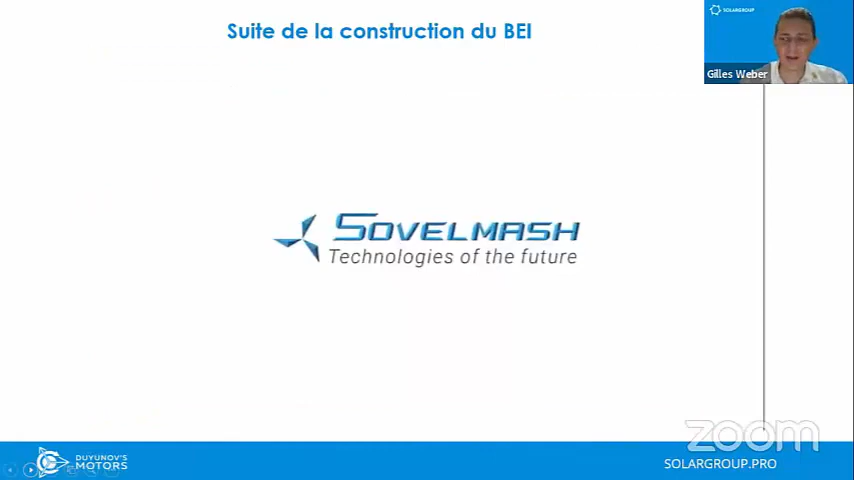 Suite de la construction du BEI
SOLARGROUP
Gilles Weber
SOVELMASH
Technologies of the future
zoom
DUYUNOV'S
MOTORS
SOLARGROUP.PRO